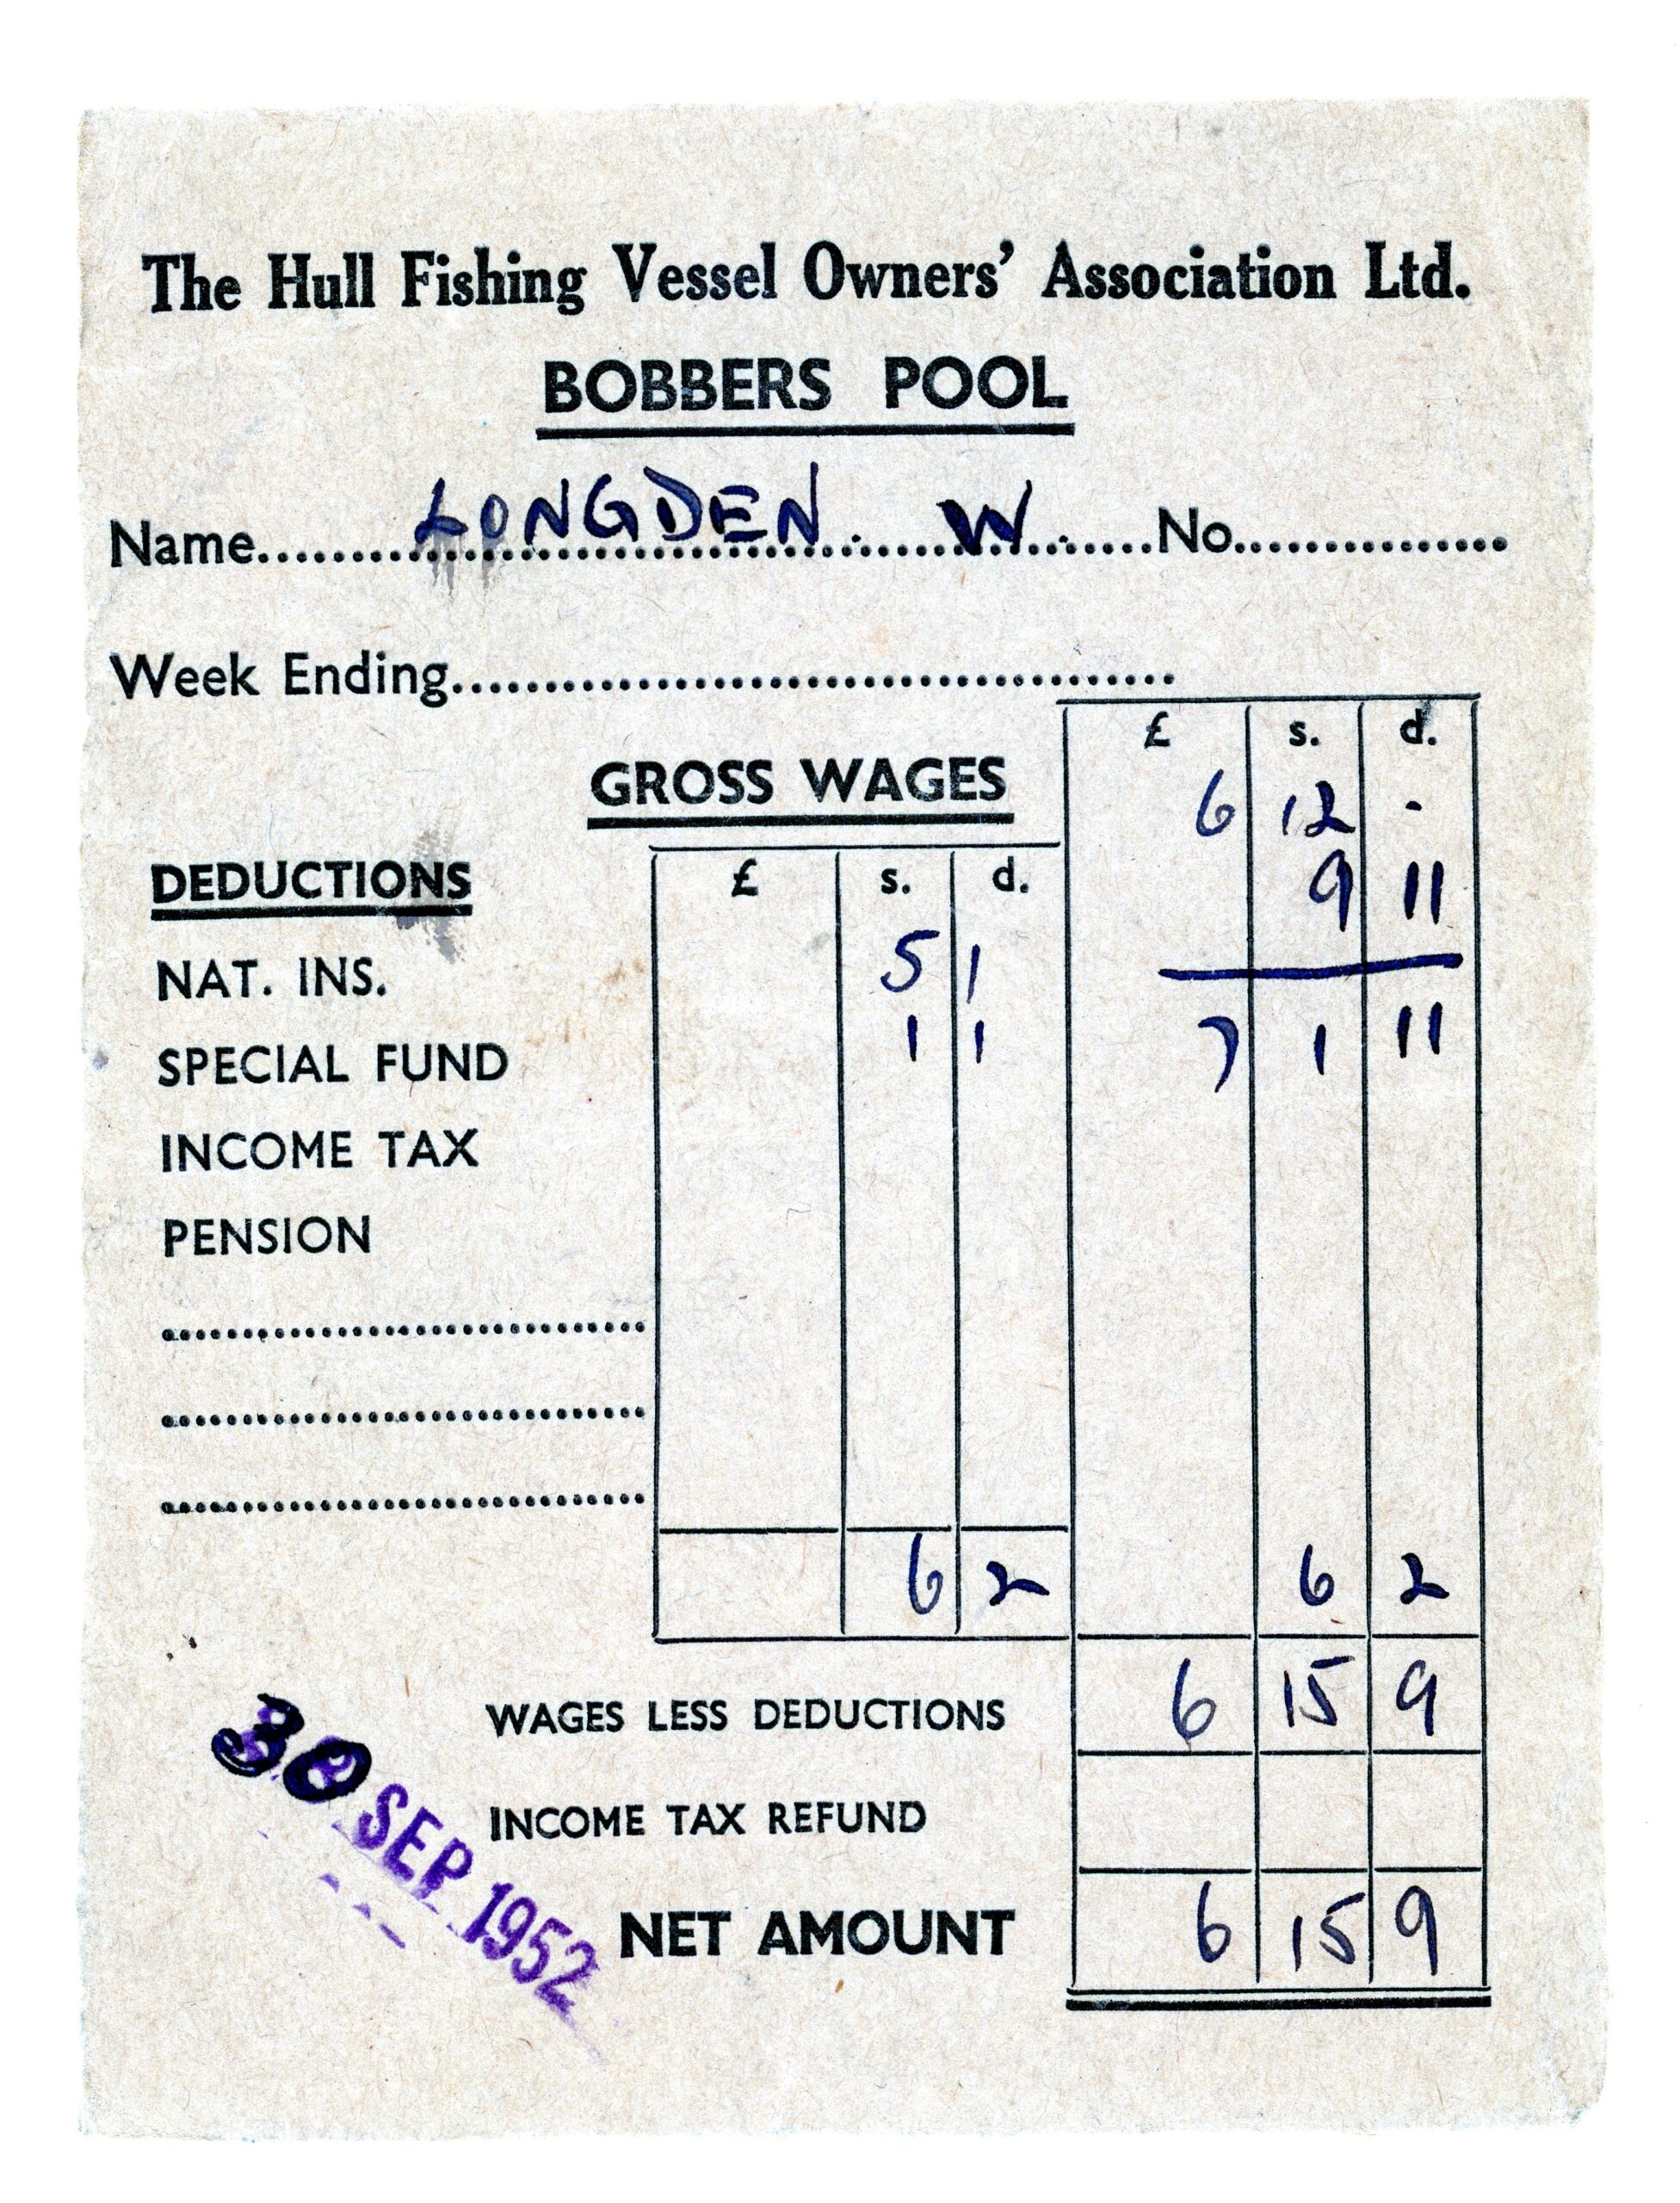 The Hull Fishing Vessel Owners' Association Ltd.
BOBBERS POOL
Name LONGDEN. W. No.
Week Ending
£ s. d.
GROSS WAGES 6 12 -
DEDUCTIONS £ s. d. 9 11
NAT. INS. 5 1
SPECIAL FUND 1 1 7 1 11
INCOME TAX
PENSION
6 2 6 2
WAGES LESS DEDUCTIONS 6 15 9
30 SEP 1952
INCOME TAX REFUND
NET AMOUNT 6 15 9